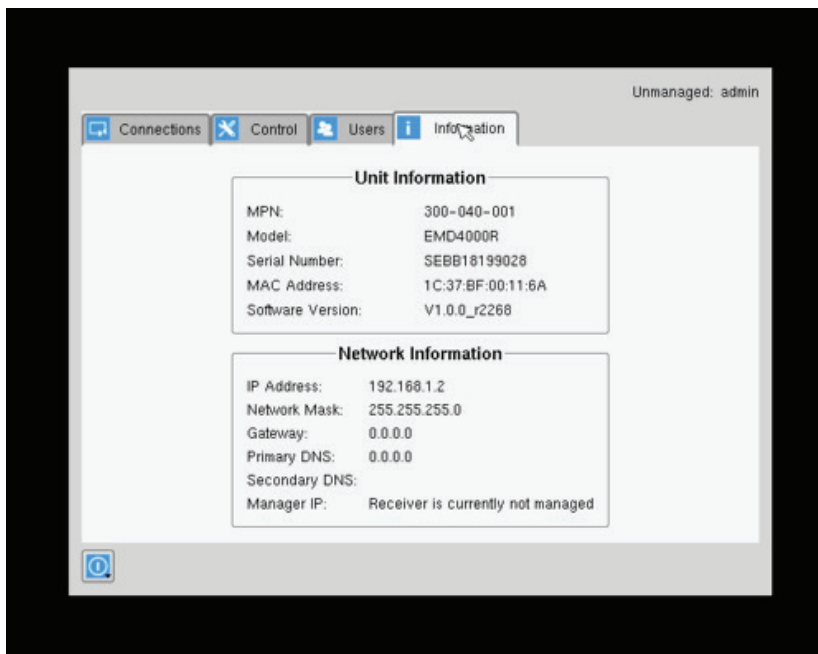 Unmanaged: admin
Connections Control Users Information
Unit Information
MPN: 300-040-001
Model: EMD4000R
Serial Number: SEBB18199028
MAC Address: 1C:37:BF:00:11:6A
Software Version: V1.0.0_r2268
Network Information
IP Address: 192.168.1.2
Network Mask: 255.255.255.0
Gateway: 0.0.0.0
Primary DNS: 0.0.0.0
Secondary DNS:
Manager IP: Receiver is currently not managed